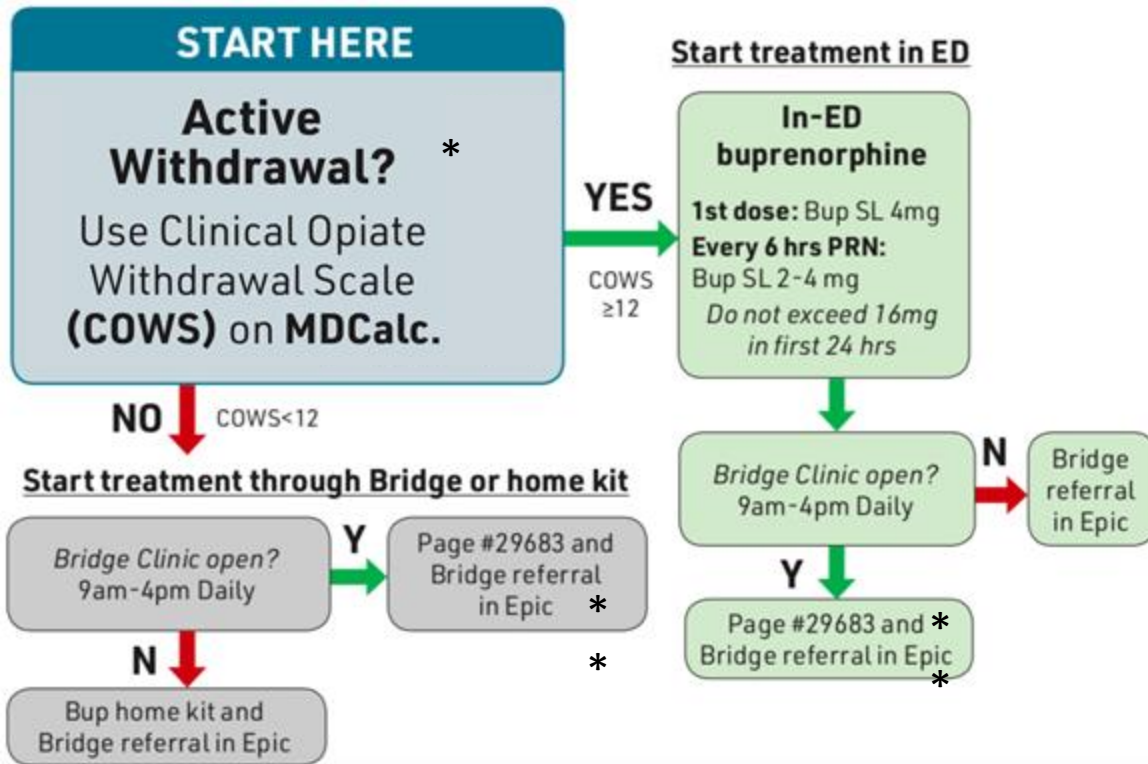 START HERE
Active
Withdrawal? *
Use Clinical Opiate
Withdrawal Scale
(COWS) on MDCalc.
YES
COWS
≥12
Start treatment in ED
In-ED
buprenorphine
1st dose: Bup SL 4mg
Every 6 hrs PRN:
Bup SL 2-4 mg
Do not exceed 16mg
in first 24 hrs
Bridge Clinic open?
9am-4pm Daily
N
Bridge
referral
in Epic
Y
Page #29683 and *
Bridge referral in Epic
*
NO
COWS<12
Start treatment through Bridge or home kit
Bridge Clinic open?
9am-4pm Daily
Y
Page #29683 and
Bridge referral
in Epic *
*
N
Bup home kit and
Bridge referral in Epic